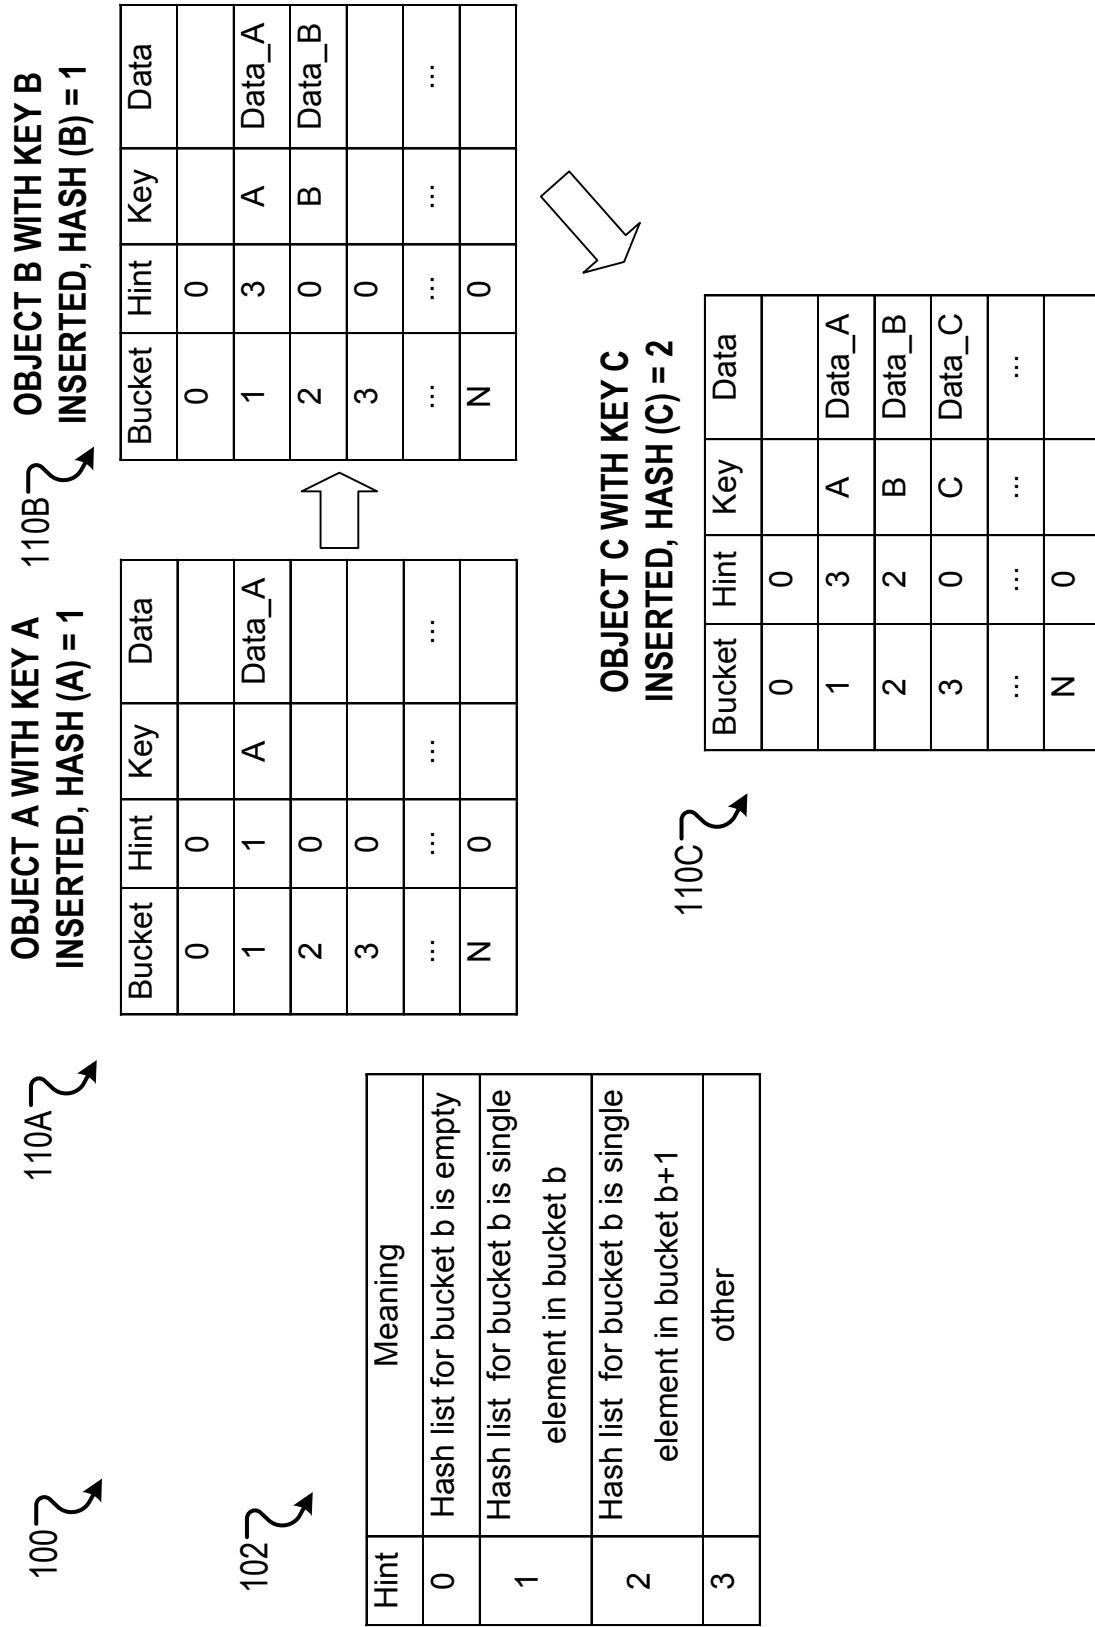 100
102
Hint Meaning
0 Hash list for bucket b is empty
1 Hash list for bucket b is single
element in bucket b
2 Hash list for bucket b is single
element in bucket b+1
3 other
110A
OBJECT A WITH KEY A
INSERTED, HASH (A) = 1
Bucket Hint Key Data
0 0
1 1 A Data_A
2 0
3 0
... ... ... ...
N 0
110B
OBJECT B WITH KEY B
INSERTED, HASH (B) = 1
Bucket Hint Key Data
0 0
1 3 A Data_A
2 0 B Data_B
3 0
... ... ... ...
N 0
110C
OBJECT C WITH KEY C
INSERTED, HASH (C) = 2
Bucket Hint Key Data
0 0
1 3 A Data_A
2 2 B Data_B
3 0 C Data_C
... ... ... ...
N 0